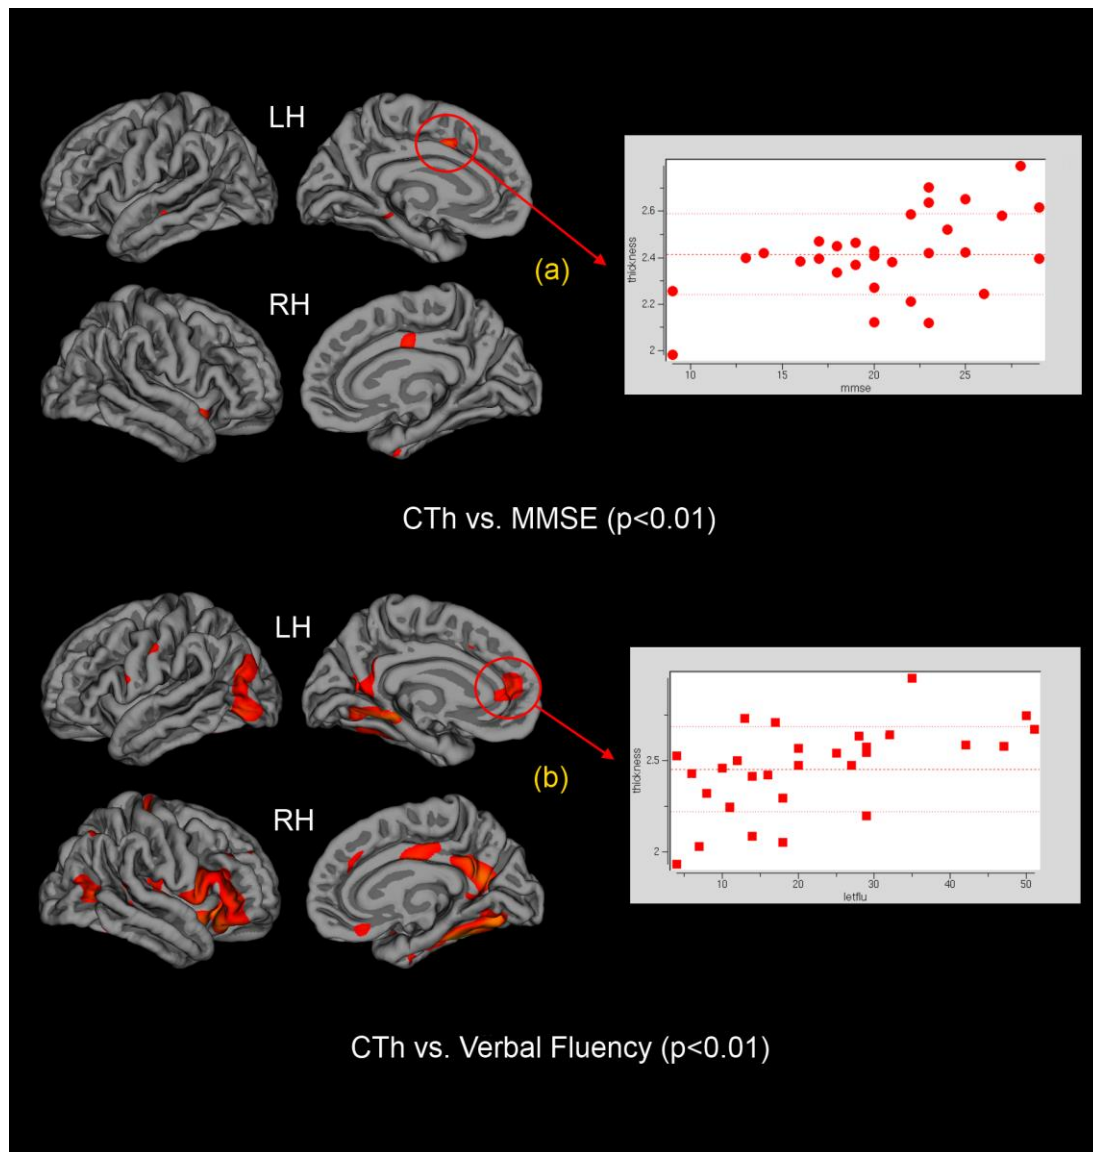 LH
(a)
RH
thickness
2.6
2.4
2.2
2
10
15
20
25
mmse
CTh vs. MMSE (p<0.01)
LH
(b)
RH
thickness
2.5
2
10
20
30
40
50
letflu
CTh vs. Verbal Fluency (p<0.01)